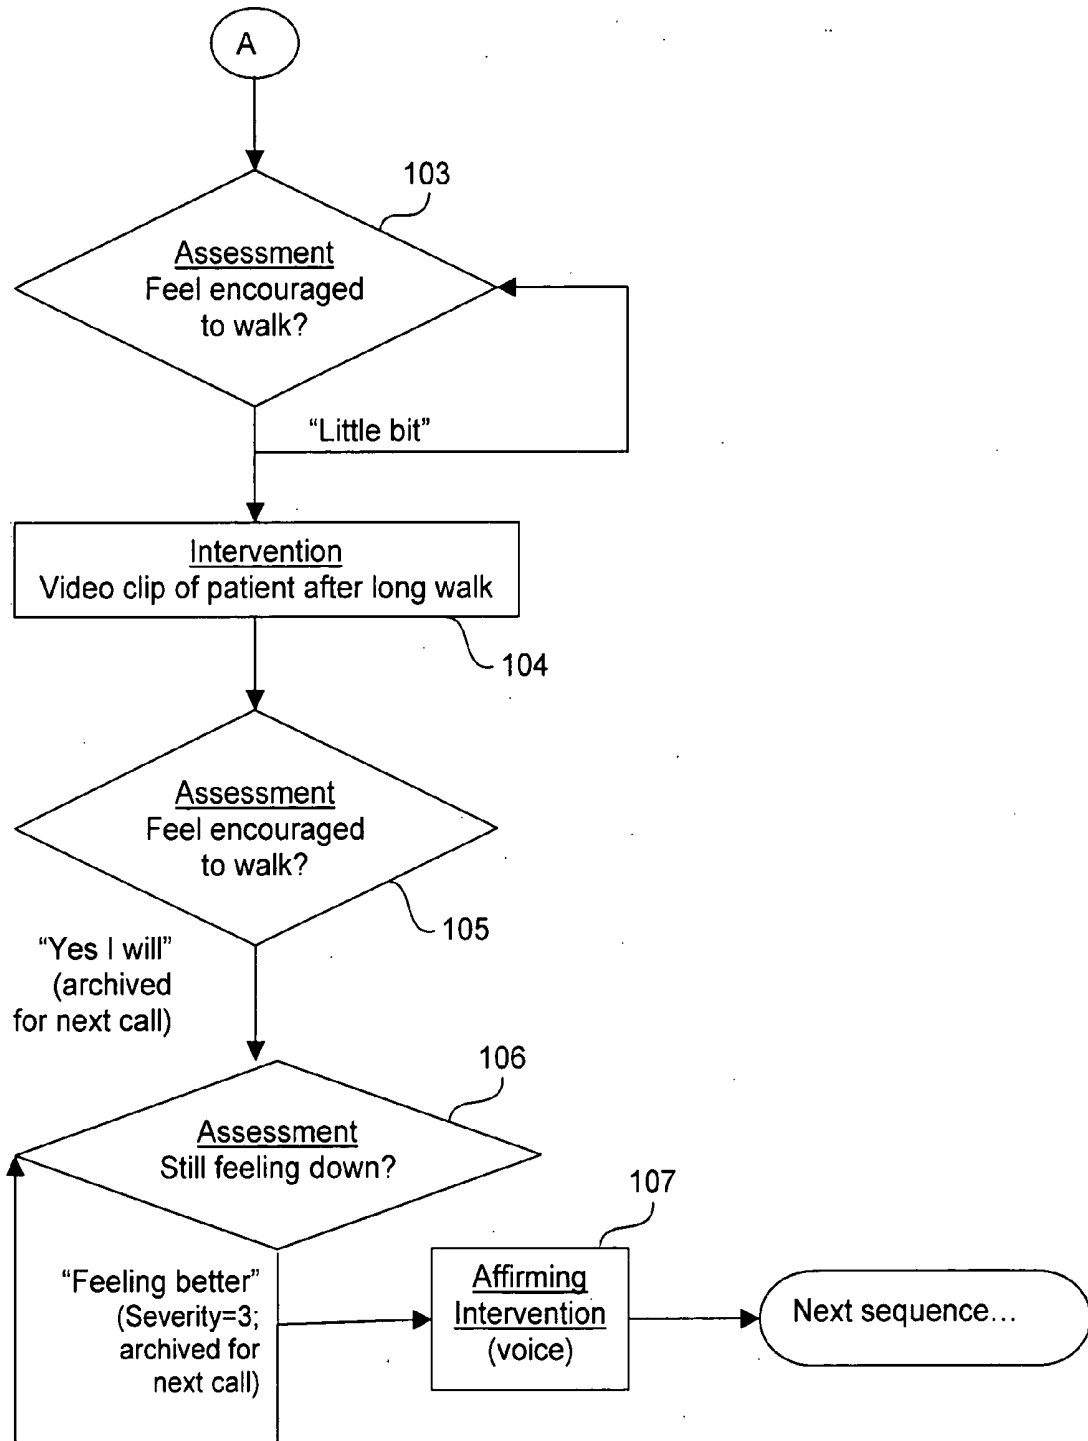 A
103
Assessment
Feel encouraged
to walk?
“Little bit”
Intervention
Video clip of patient after long walk
104
Assessment
Feel encouraged
to walk?
105
“Yes I will”
(archived
for next call)
106
Assessment
Still feeling down?
107
“Feeling better”
(Severity=3;
archived for
next call)
Affirming
Intervention
(voice)
Next sequence...